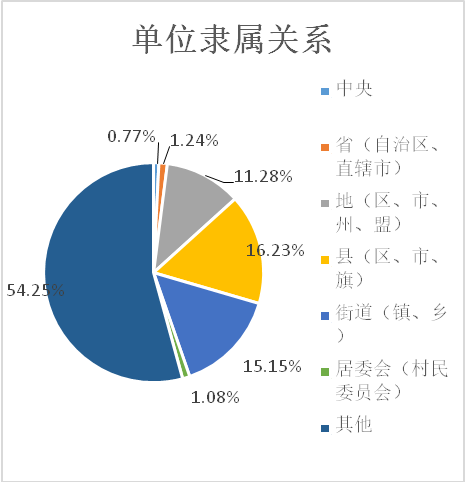 单位隶属关系
0.77%
1.24%
11.28%
16.23%
15.15%
1.08%
54.25%
中央
省（自治区、
直辖市）
地（区、市、
州、盟）
县（区、市、
旗）
街道（镇、乡
）
居委会（村民
委员会）
其他